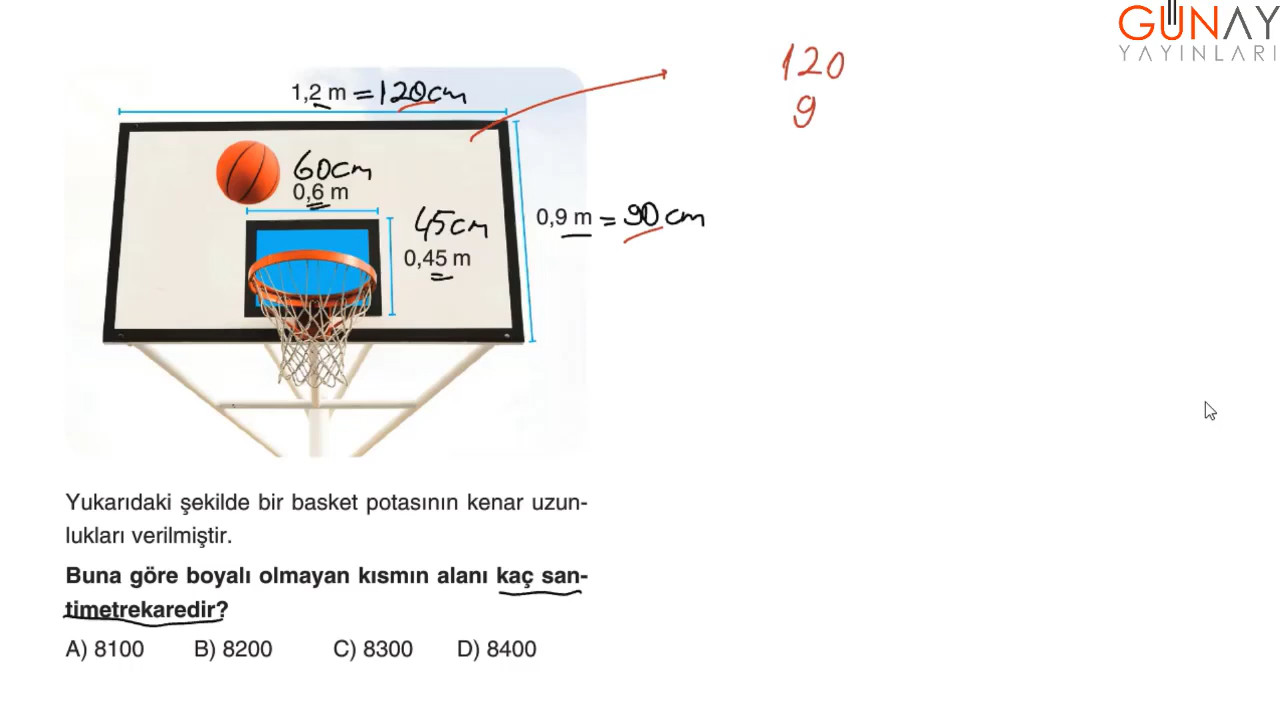 GÜNAY
YAYINLARI
120
9
1,2 m = 120cm
60cm
0,6 m
45cm
0,45 m
0,9 m = 90 cm
Yukarıdaki şekilde bir basket potasının kenar uzun-
lukları verilmiştir.
Buna göre boyalı olmayan kısmın alanı kaç san-
timetrekaredir?
A) 8100 B) 8200 C) 8300 D) 8400